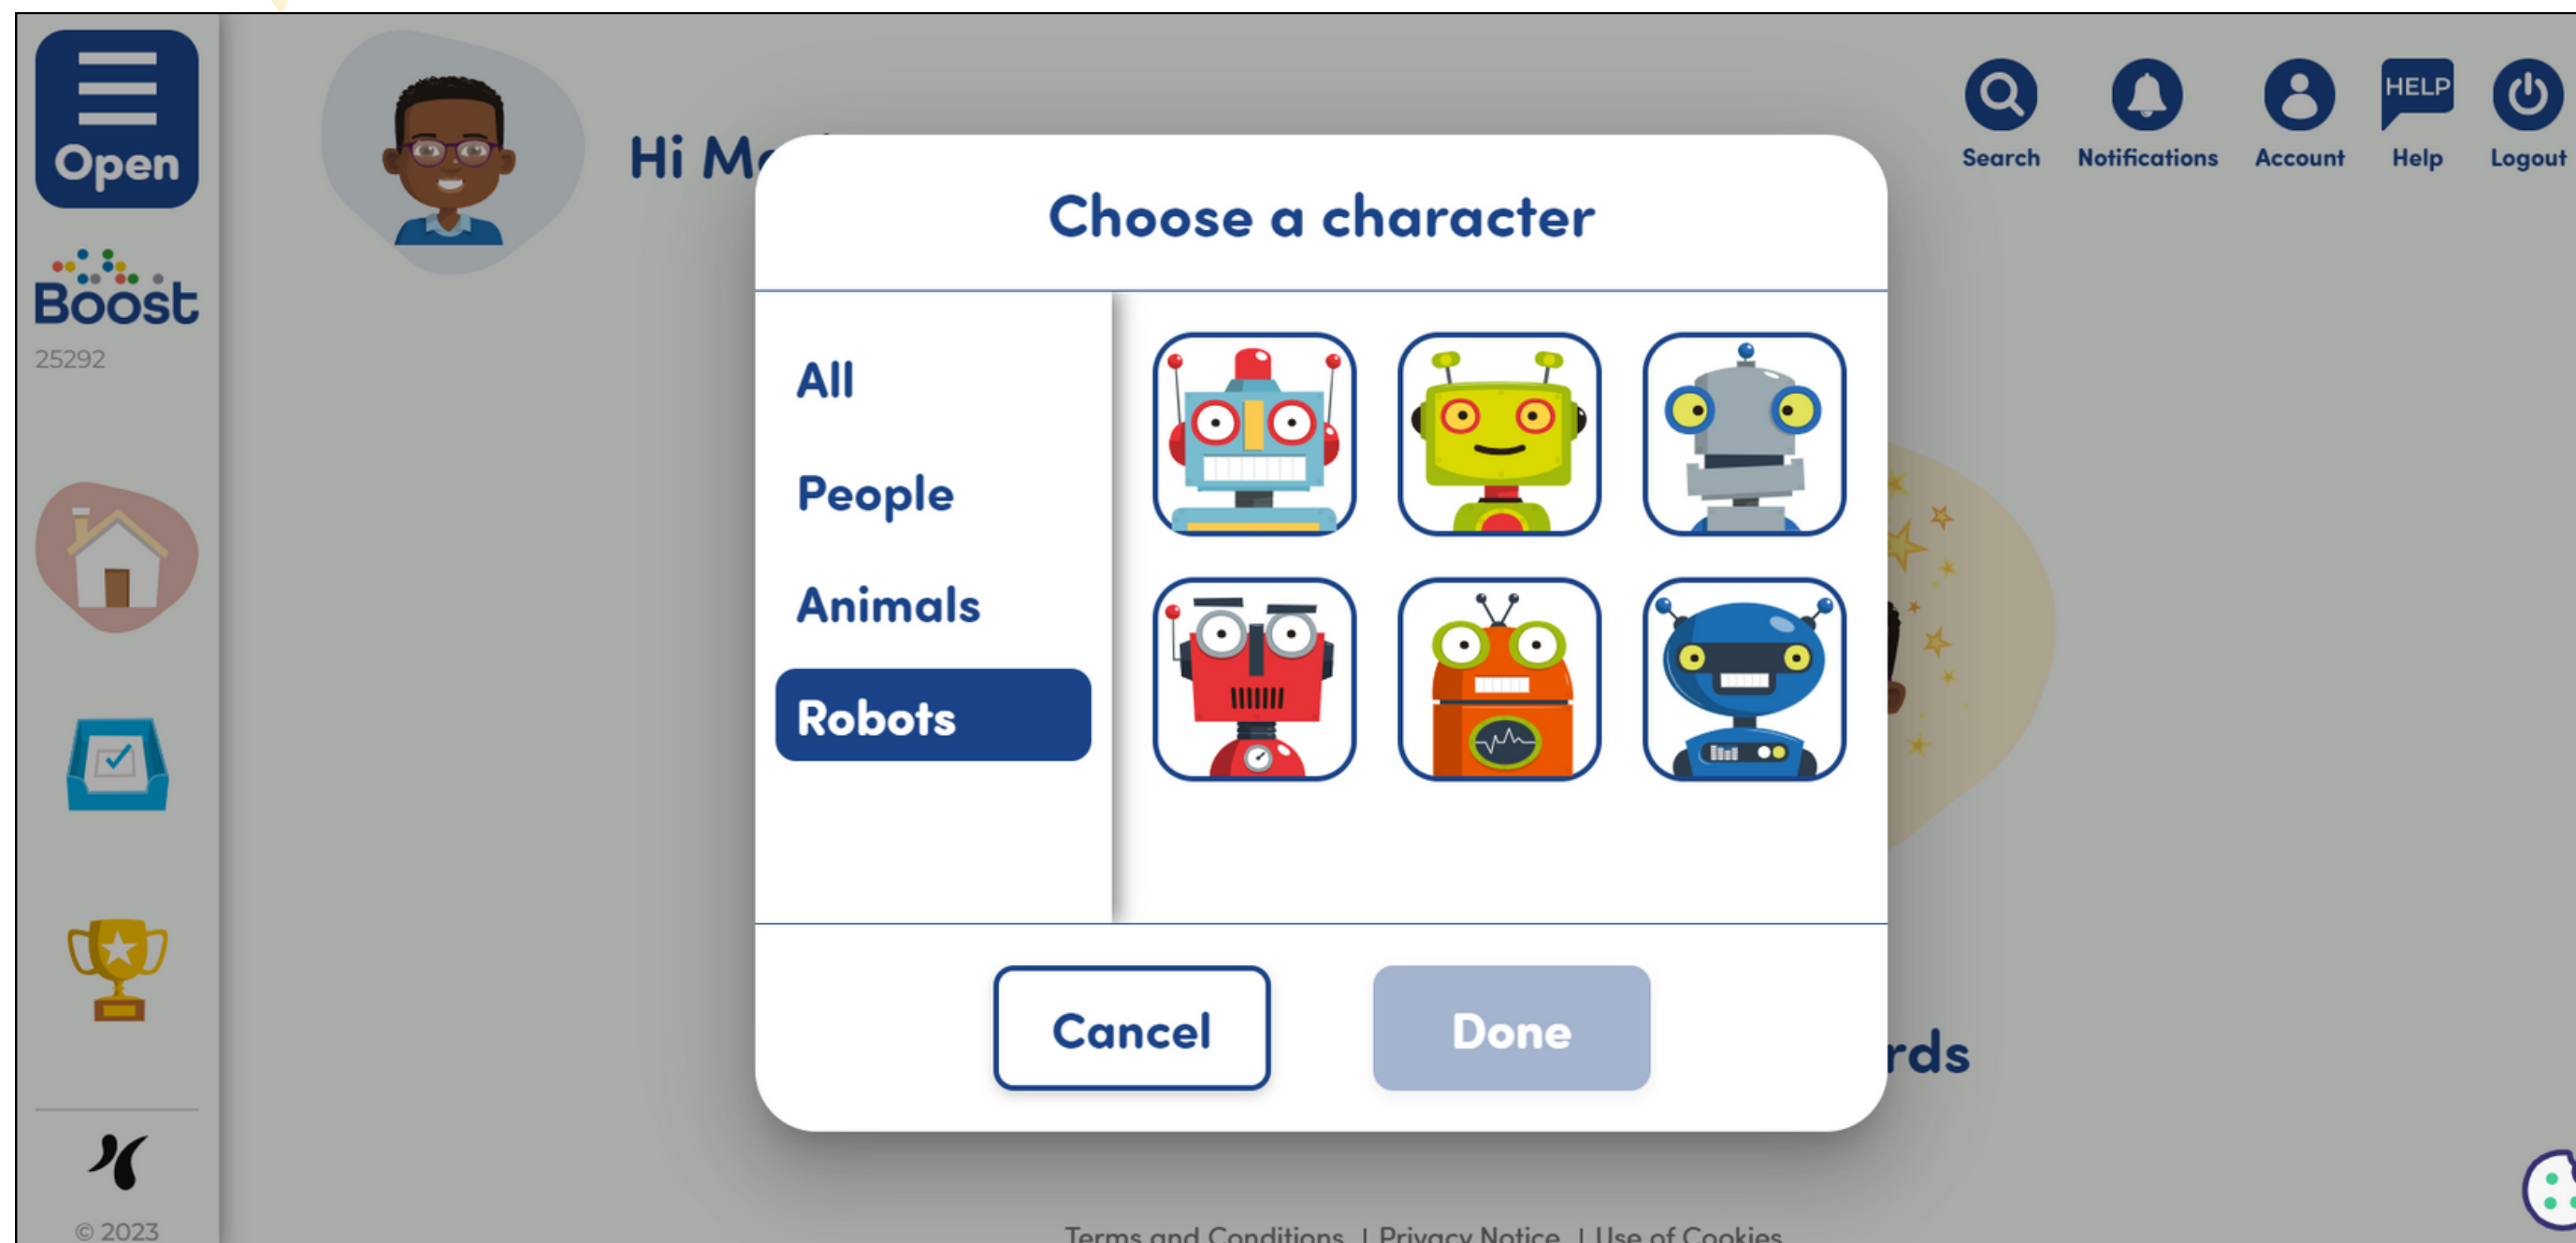 Open
Boost
25292
© 2023
Hi
Search
Notifications
Account
HELP
Help
Logout
Choose a character
All
People
Animals
Robots
Cancel
Done
Terms and Conditions | Privacy Notice | Use of Cookies